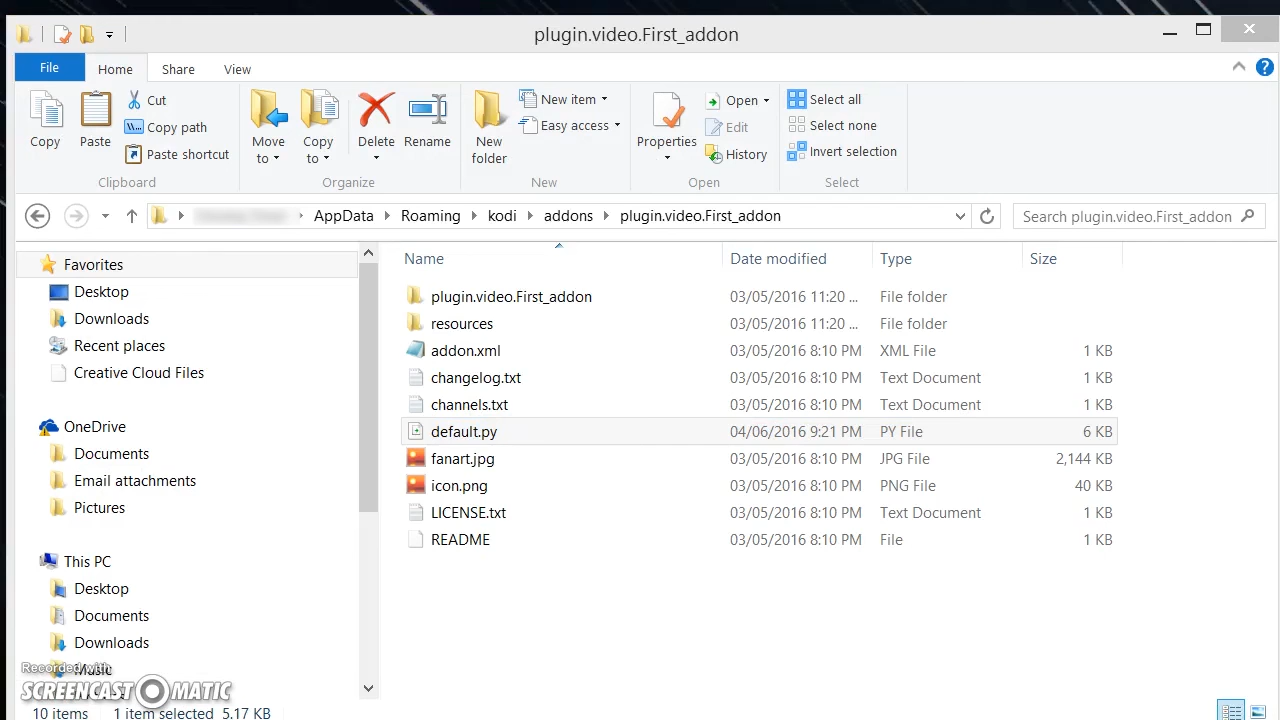 plugin.video.First_addon
File Home Share View
Copy
Paste
Cut
Copy path
Paste shortcut
Clipboard
Move to
Copy to
Delete
Rename
Organize
New folder
New item
Easy access
New
Properties
Open
Edit
History
Open
Select all
Select none
Invert selection
Select
AppData Roaming kodi addons plugin.video.First_addon
Search plugin.video.First_addon
Favorites
Desktop
Downloads
Recent places
Creative Cloud Files
OneDrive
Documents
Email attachments
Pictures
This PC
Desktop
Documents
Downloads
Music
Name Date modified Type Size
plugin.video.First_addon 03/05/2016 11:20 ... File folder
resources 03/05/2016 11:20 ... File folder
addon.xml 03/05/2016 8:10 PM XML File 1 KB
changelog.txt 03/05/2016 8:10 PM Text Document 1 KB
channels.txt 03/05/2016 8:10 PM Text Document 1 KB
default.py 04/06/2016 9:21 PM PY File 6 KB
fanart.jpg 03/05/2016 8:10 PM JPG File 2,144 KB
icon.png 03/05/2016 8:10 PM PNG File 40 KB
LICENSE.txt 03/05/2016 8:10 PM Text Document 1 KB
README 03/05/2016 8:10 PM File 1 KB
Recorded with
SCREENCAST MATIC
10 items 1 item selected 5.17 KB